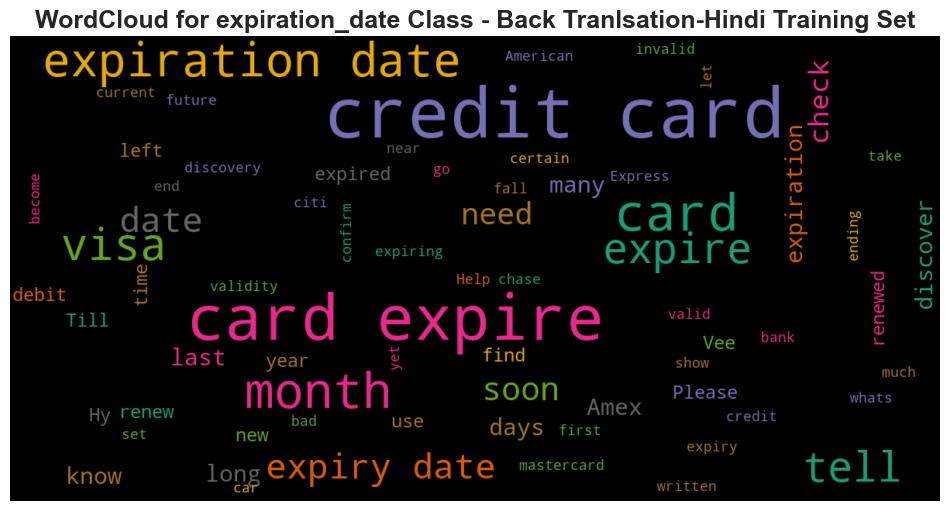 WordCloud for expiration_date Class - Back Tranlsation-Hindi Training Set
expiration date
American
invalid
let
check
current
future
credit card
near
left
discovery
expired
go
certain
take
end
fall
many
Express
expiration
become
citi
date
confirm
need
card
ending
discover
visa
expiring
expire
time
validity
Help
chase
debit
Till
card expire
valid
renewed
last
year
yet
find
Vee
bank
show
much
month
soon
Please
whats
Hy
renew
bad
use
Amex
credit
set
new
days
first
expiry
know
long
expiry date
mastercard
tell
car
written